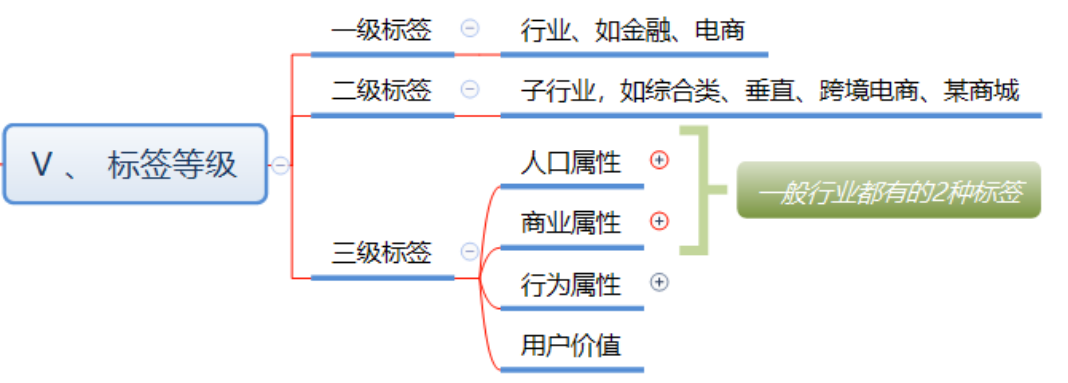 一级标签
行业、如金融、电商
二级标签
子行业，如综合类、垂直、跨境电商、某商城
V 、 标签等级
人口属性
一般行业都有的2种标签
商业属性
三级标签
行为属性
用户价值